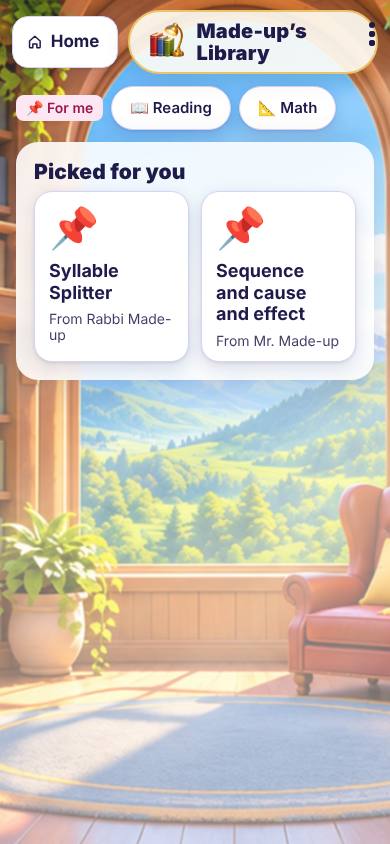 Home
Made-up’s
Library
For me
Reading
Math
Picked for you
Syllable
Splitter
From Rabbi Made-
up
Sequence
and cause
and effect
From Mr. Made-up